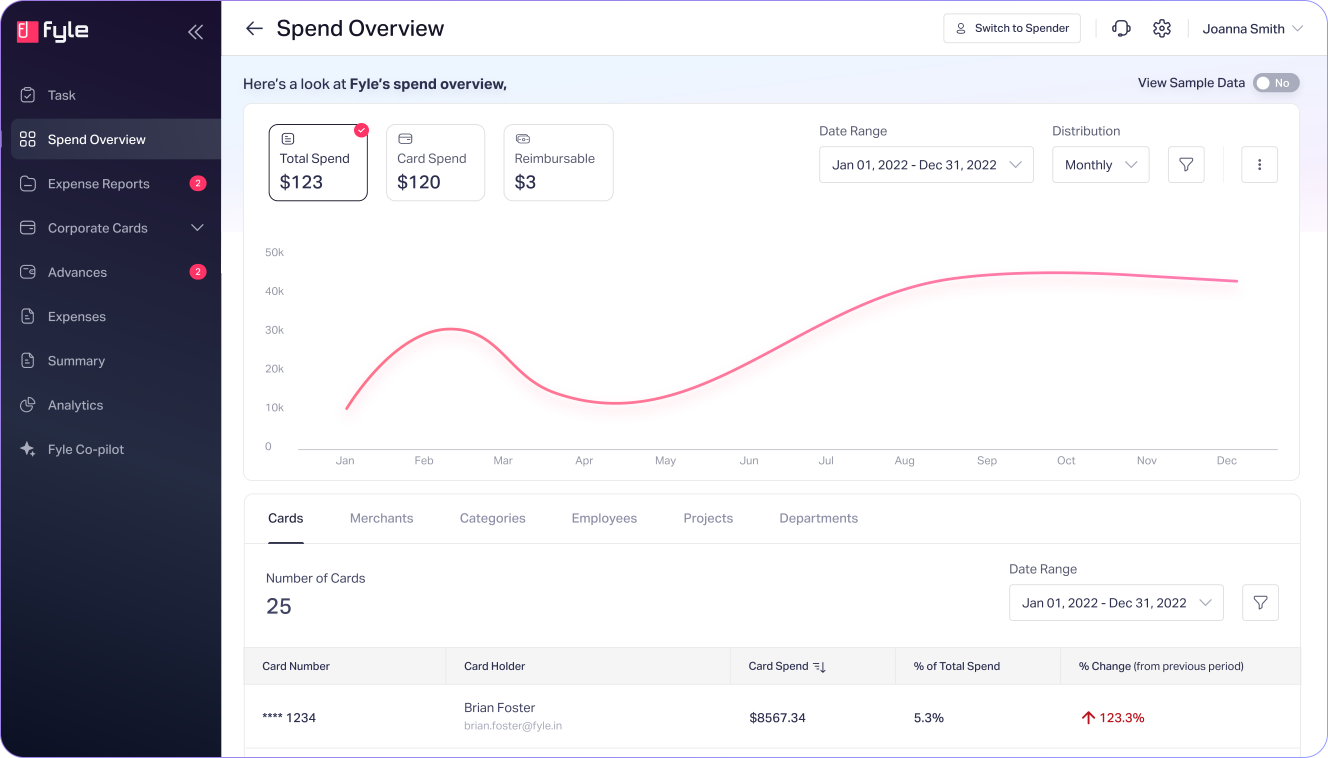 fyle
Spend Overview
Switch to Spender
Joanna Smith
Task
Spend Overview
Expense Reports 2
Corporate Cards
Advances 2
Expenses
Summary
Analytics
Fyle Co-pilot
Here's a look at Fyle's spend overview,
View Sample Data No
Total Spend
$123
Card Spend
$120
Reimbursable
$3
Date Range
Jan 01, 2022 - Dec 31, 2022
Distribution
Monthly
50k
40k
30k
20k
10k
0
Jan Feb Mar Apr May Jun Jul Aug Sep Oct Nov Dec
Cards Merchants Categories Employees Projects Departments
Number of Cards
25
Date Range
Jan 01, 2022 - Dec 31, 2022
Card Number Card Holder Card Spend % of Total Spend % Change (from previous period)
**** 1234 Brian Foster $8567.34 5.3% 123.3%
brian.foster@fyle.in